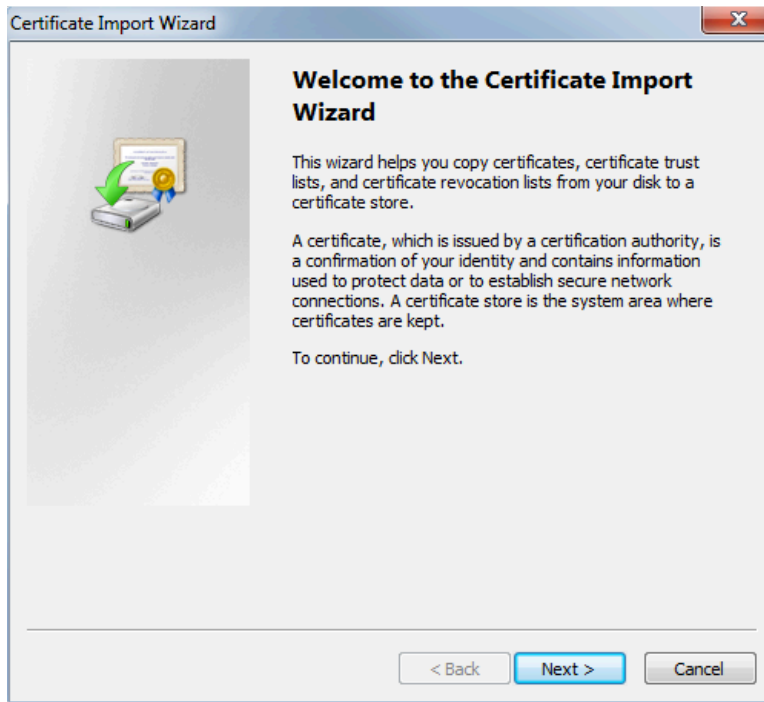 Certificate Import Wizard
Welcome to the Certificate Import
Wizard
This wizard helps you copy certificates, certificate trust
lists, and certificate revocation lists from your disk to a
certificate store.
A certificate, which is issued by a certification authority, is
a confirmation of your identity and contains information
used to protect data or to establish secure network
connections. A certificate store is the system area where
certificates are kept.
To continue, click Next.
< Back
Next >
Cancel